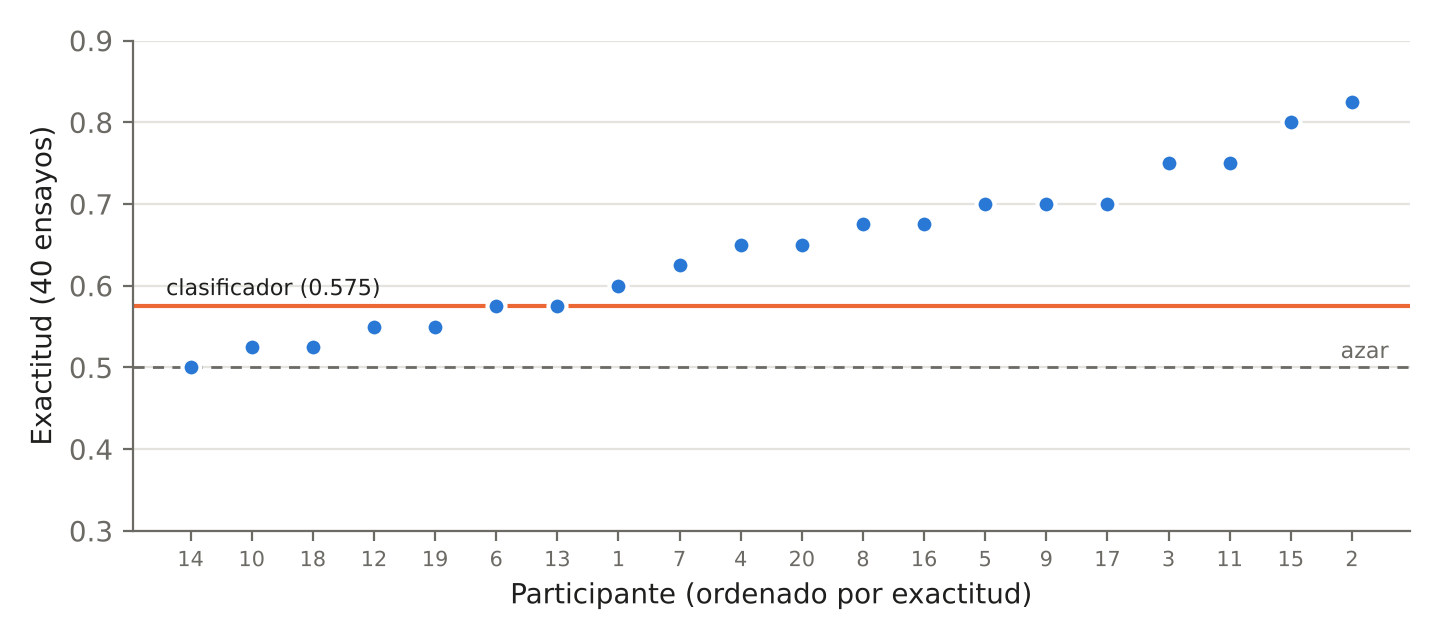 Exactitud (40 ensayos)
0.9
0.8
0.7
0.6
0.5
0.4
0.3
clasificador (0.575)
azar
14 10 18 12 19 6 13 1 7 4 20 8 16 5 9 17 3 11 15 2
Participante (ordenado por exactitud)